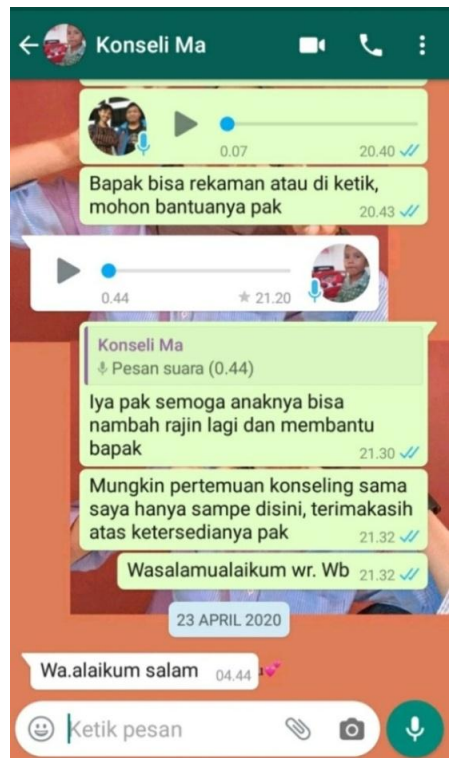 Konseli Ma
0.07 20.40
Bapak bisa rekaman atau di ketik,
mohon bantuanya pak 20.43
0.44 21.20
Konseli Ma
Pesan suara (0.44)
Iya pak semoga anaknya bisa
nambah rajin lagi dan membantu
bapak 21.30
Mungkin pertemuan konseling sama
saya hanya sampe disini, terimakasih
atas ketersedianya pak 21.32
Wasalamualaikum wr. Wb 21.32
23 APRIL 2020
Wa.alaikum salam 04.44
Ketik pesan